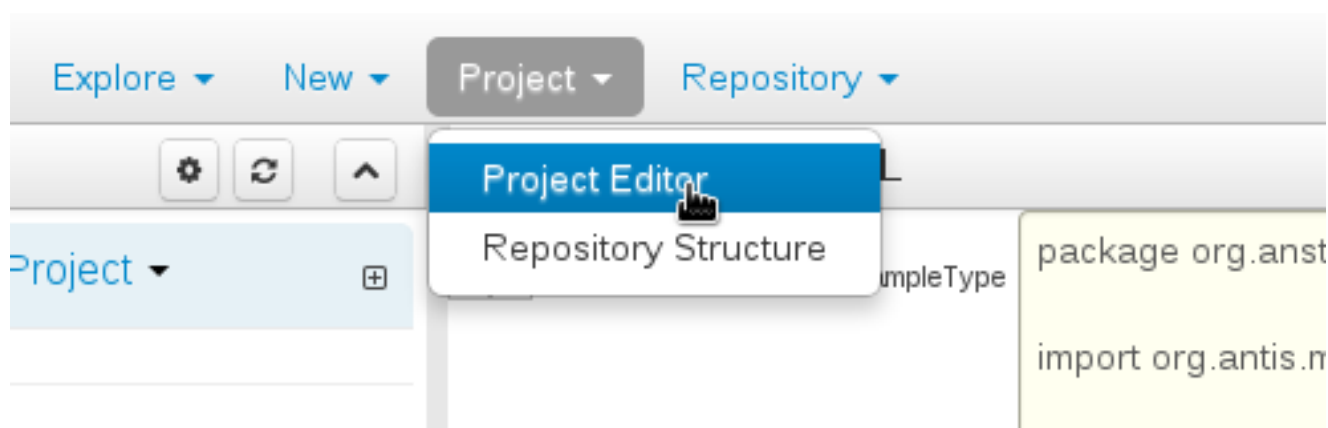 Explore New Project Repository
Project Editor
Repository Structure
Project
package org.anst
import org.antis.